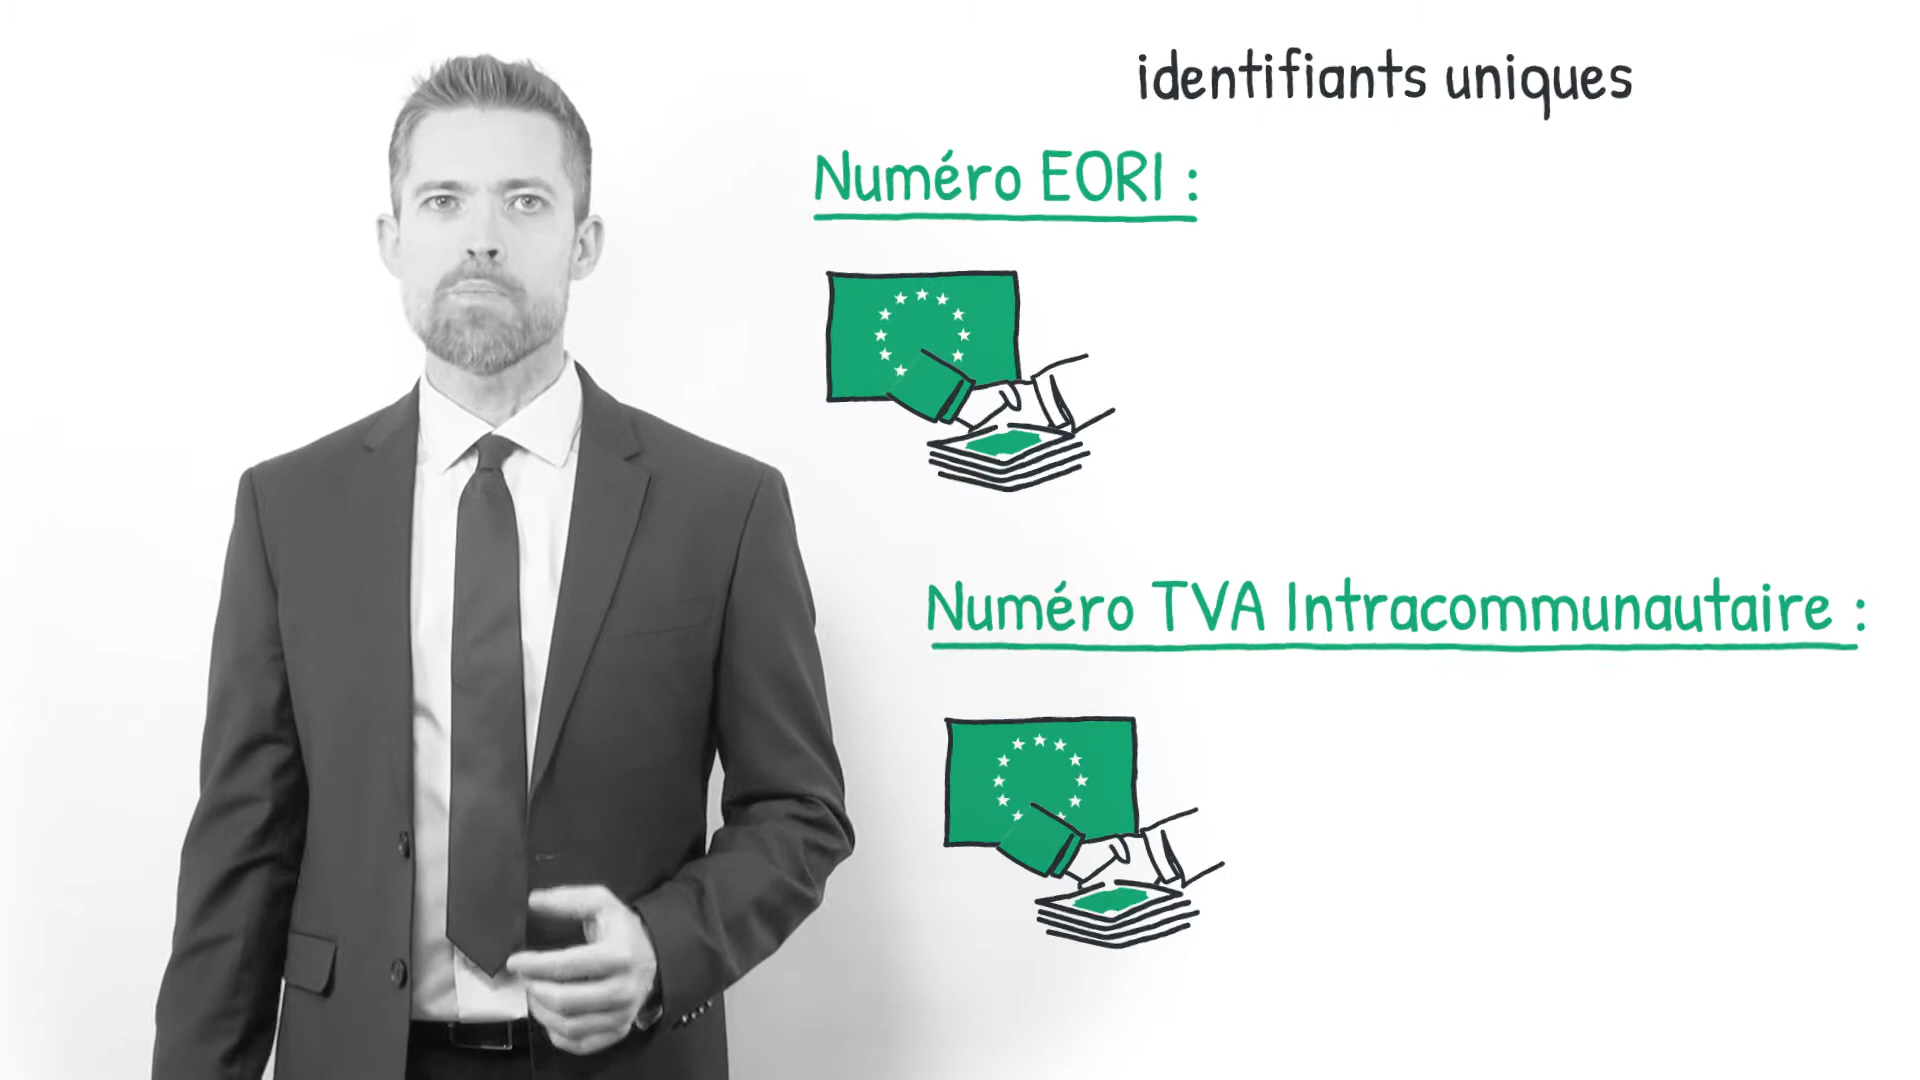 identifiants uniques
Numéro EORI :
Numéro TVA Intracommunautaire :